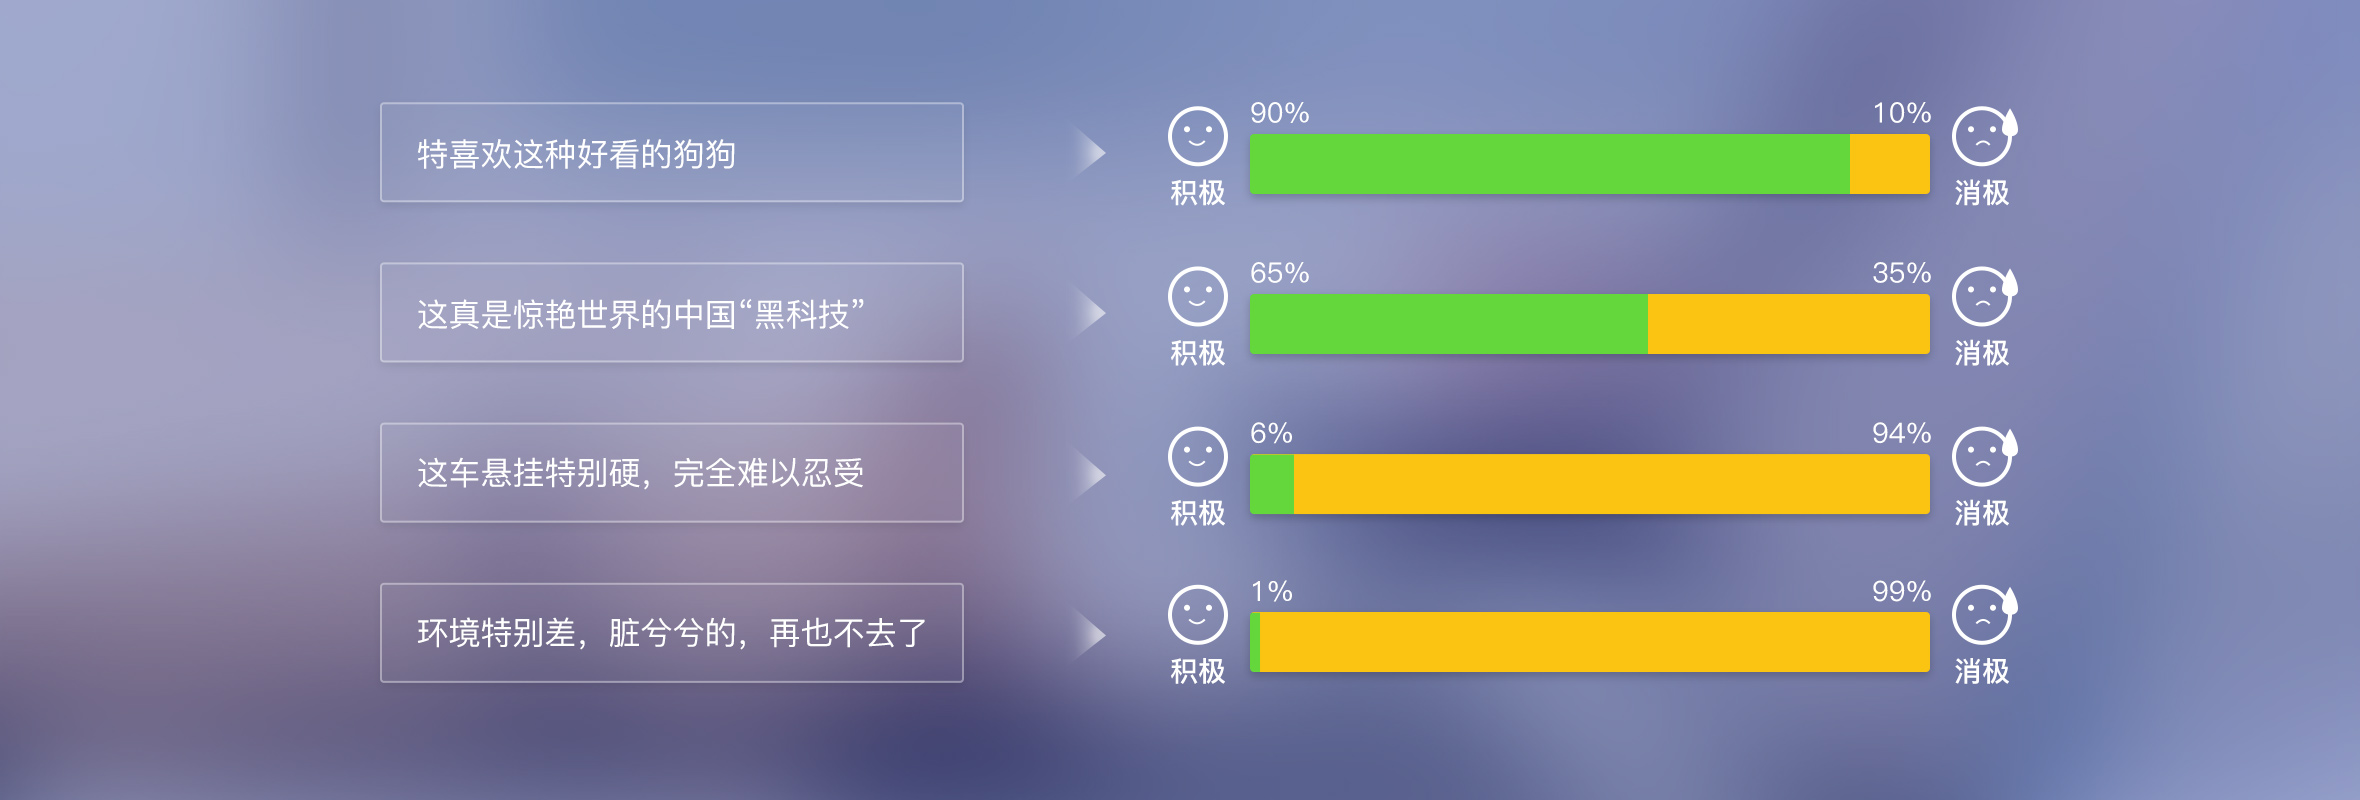 特喜欢这种好看的狗狗
90%
10%
积极
消极
这真是惊艳世界的中国“黑科技”
65%
35%
积极
消极
这车悬挂特别硬，完全难以忍受
6%
94%
积极
消极
环境特别差，脏兮兮的，再也不去了
1%
99%
积极
消极